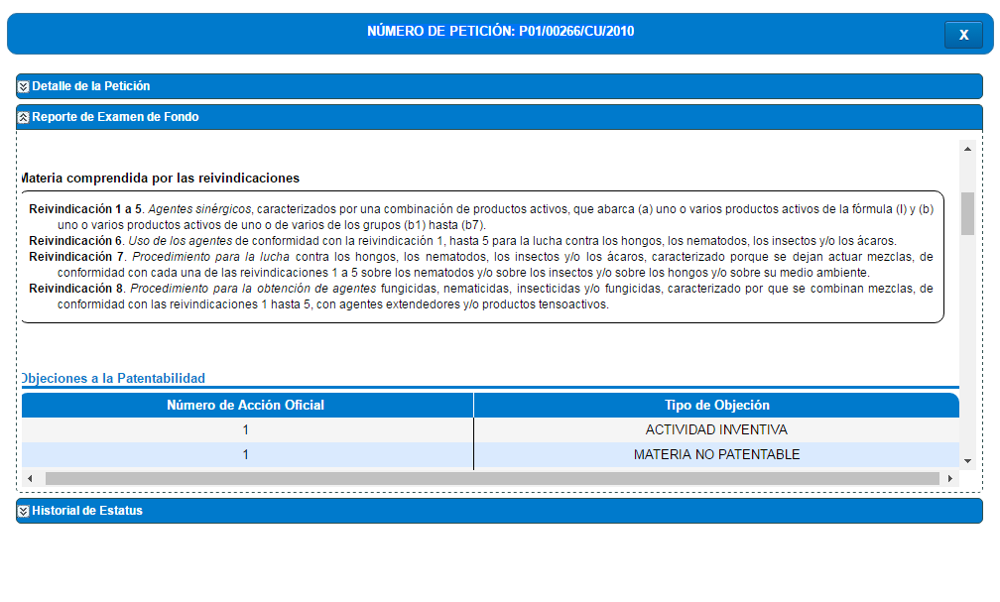 NÚMERO DE PETICIÓN: P01/00266/CU/2010
X
Detalle de la Petición
Reporte de Examen de Fondo
Materia comprendida por las reivindicaciones
Reivindicación 1 a 5. Agentes sinérgicos, caracterizados por una combinación de productos activos, que abarca (a) uno o varios productos activos de la fórmula (I) y (b)
uno o varios productos activos de uno o de varios de los grupos (b1) hasta (b7).
Reivindicación 6. Uso de los agentes de conformidad con la reivindicación 1, hasta 5 para la lucha contra los hongos, los nematodos, los insectos y/o los ácaros.
Reivindicación 7. Procedimiento para la lucha contra los hongos, los nematodos, los insectos y/o los ácaros, caracterizado porque se dejan actuar mezclas, de
conformidad con cada una de las reivindicaciones 1 a 5 sobre los nematodos y/o sobre los insectos y/o sobre los hongos y/o sobre su medio ambiente.
Reivindicación 8. Procedimiento para la obtención de agentes fungicidas, nematicidas, insecticidas y/o fungicidas, caracterizado por que se combinan mezclas, de
conformidad con las reivindicaciones 1 hasta 5, con agentes extendedores y/o productos tensoactivos.
Objeciones a la Patentabilidad
Número de Acción Oficial Tipo de Objeción
1 ACTIVIDAD INVENTIVA
1 MATERIA NO PATENTABLE
Historial de Estatus